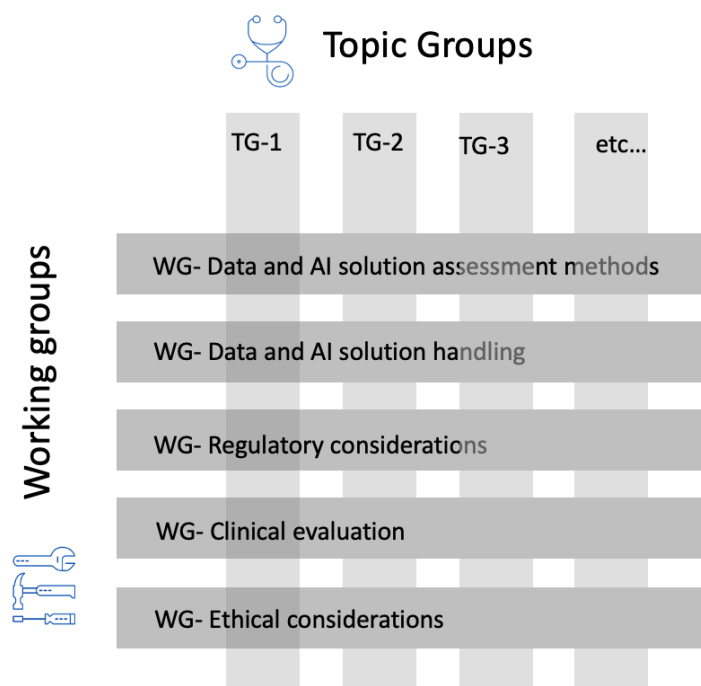 Topic Groups
TG-1
TG-2
TG-3
etc...
Working groups
WG- Data and AI solution assessment methods
WG- Data and AI solution handling
WG- Regulatory considerations
WG- Clinical evaluation
WG- Ethical considerations